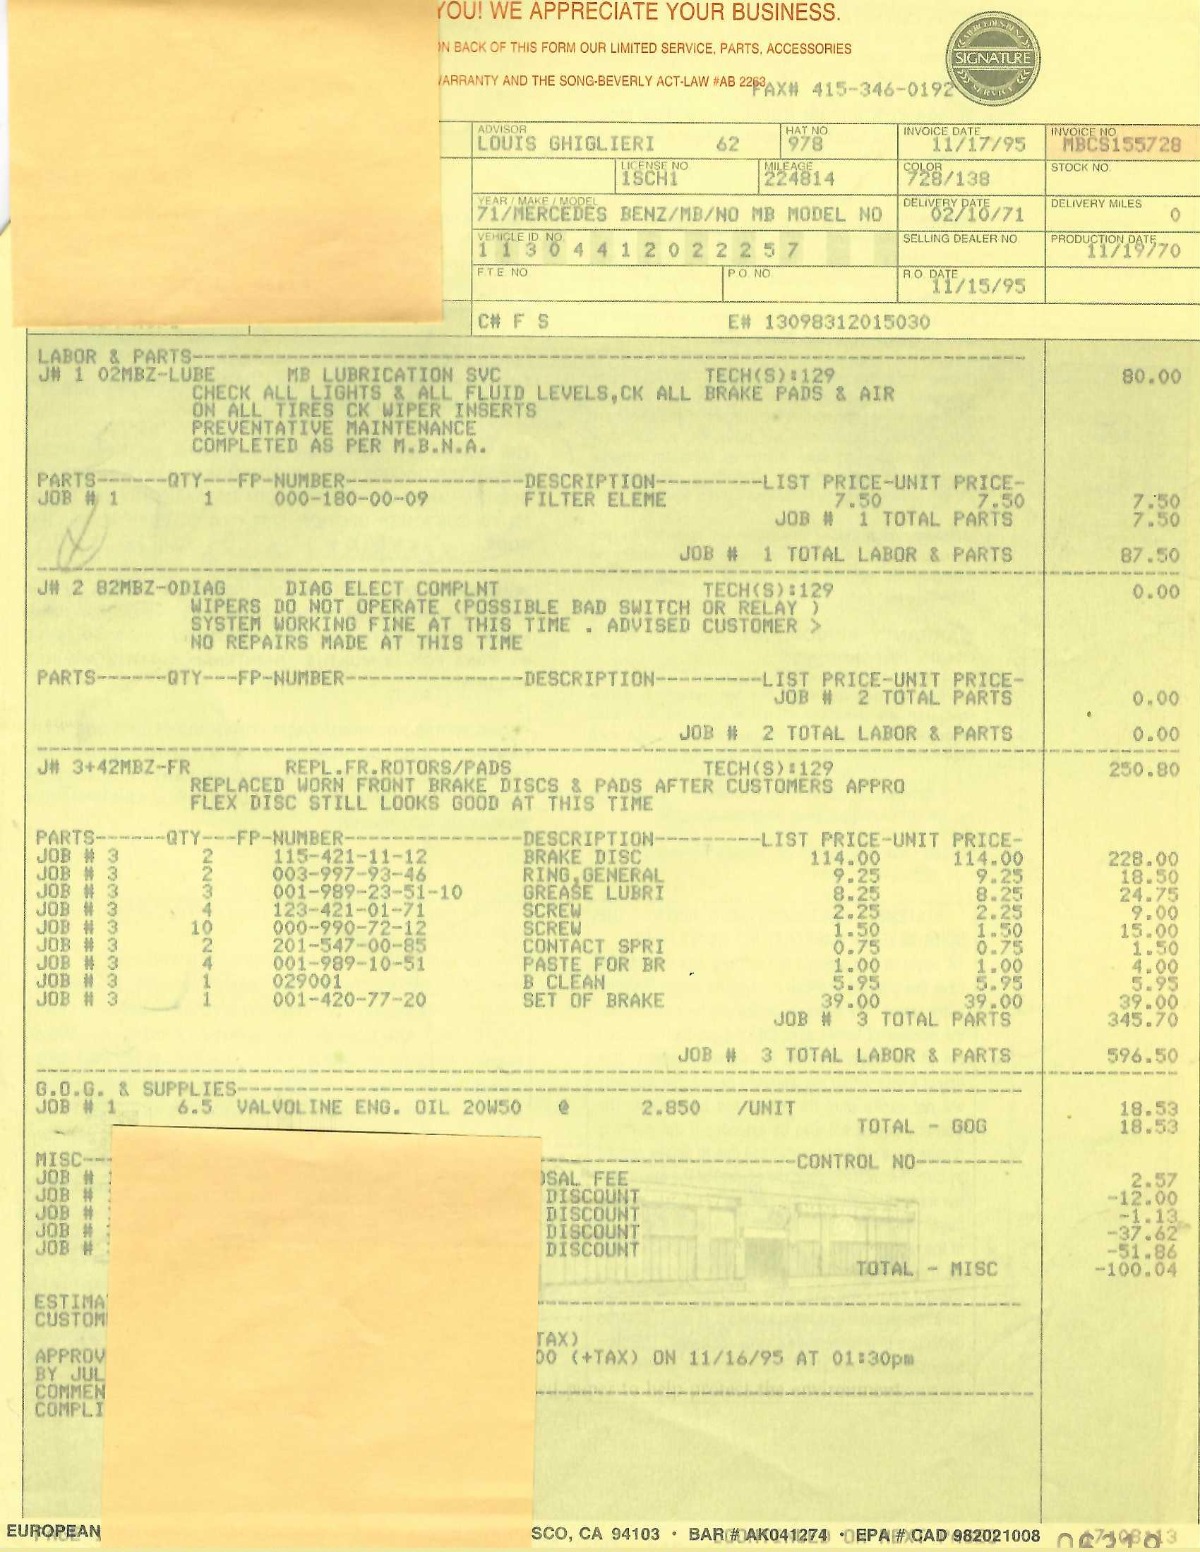 YOU! WE APPRECIATE YOUR BUSINESS.
N BACK OF THIS FORM OUR LIMITED SERVICE, PARTS, ACCESSORIES
ARRANTY AND THE SONG-BEVERLY ACT-LAW #AB 2263
FAX# 415-346-0192
SIGNATURE
SERVICE
ADVISOR HAT NO INVOICE DATE INVOICE NO.
LOUIS GHIGLIERI 62 978 11/17/95 MBCS155728
LICENSE NO. MILEAGE COLOR STOCK NO.
1SCH1 224814 728/138
YEAR / MAKE / MODEL DELIVERY DATE DELIVERY MILES
71/MERCEDES BENZ/MB/NO MB MODEL NO 02/10/71 0
VEHICLE ID. NO. SELLING DEALER NO. PRODUCTION DATE
11304412022257 11/19/70
F.T.E. NO. P.O. NO. R.O. DATE
11/15/95
C# F S E# 13098312015030
LABOR & PARTS--------------------
J# 1 02MBZ-LUBE MB LUBRICATION SVC TECH(S):129 80.00
CHECK ALL LIGHTS & ALL FLUID LEVELS,CK ALL BRAKE PADS & AIR
ON ALL TIRES CK WIPER INSERTS
PREVENTATIVE MAINTENANCE
COMPLETED AS PER M.B.N.A.
PARTS------QTY---FP-NUMBER---------------DESCRIPTION---------LIST PRICE-UNIT PRICE-
JOB # 1 1 000-180-00-09 FILTER ELEME 7.50 7.50 7.50
JOB # 1 TOTAL PARTS 7.50
JOB # 1 TOTAL LABOR & PARTS 87.50
J# 2 82MBZ-ODIAG DIAG ELECT COMPLNT TECH(S):129 0.00
WIPERS DO NOT OPERATE (POSSIBLE BAD SWITCH OR RELAY )
SYSTEM WORKING FINE AT THIS TIME . ADVISED CUSTOMER >
NO REPAIRS MADE AT THIS TIME
PARTS------QTY---FP-NUMBER---------------DESCRIPTION---------LIST PRICE-UNIT PRICE-
JOB # 2 TOTAL PARTS 0.00
JOB # 2 TOTAL LABOR & PARTS 0.00
J# 3+42MBZ-FR REPL.FR.ROTORS/PADS TECH(S):129 250.80
REPLACED WORN FRONT BRAKE DISCS & PADS AFTER CUSTOMERS APPRO
FLEX DISC STILL LOOKS GOOD AT THIS TIME
PARTS------QTY---FP-NUMBER---------------DESCRIPTION---------LIST PRICE-UNIT PRICE-
JOB # 3 2 115-421-11-12 BRAKE DISC 114.00 114.00 228.00
JOB # 3 2 003-997-93-46 RING,GENERAL 9.25 9.25 18.50
JOB # 3 3 001-989-23-51-10 GREASE LUBRI 8.25 8.25 24.75
JOB # 3 4 123-421-01-71 SCREW 2.25 2.25 9.00
JOB # 3 10 000-990-72-12 SCREW 1.50 1.50 15.00
JOB # 3 2 201-547-00-85 CONTACT SPRI 0.75 0.75 1.50
JOB # 3 4 001-989-10-51 PASTE FOR BR 1.00 1.00 4.00
JOB # 3 1 029001 B CLEAN 5.95 5.95 5.95
JOB # 3 1 001-420-77-20 SET OF BRAKE 39.00 39.00 39.00
JOB # 3 TOTAL PARTS 345.70
JOB # 3 TOTAL LABOR & PARTS 596.50
G.O.G. & SUPPLIES--------------------
JOB # 1 6.5 VALVOLINE ENG. OIL 20W50 @ 2.850 /UNIT 18.53
TOTAL - GOG 18.53
MISC--------------------CONTROL NO---------
JOB # OSAL FEE 2.57
JOB # DISCOUNT -12.00
JOB # DISCOUNT -1.13
JOB # DISCOUNT -37.62
JOB # DISCOUNT -51.86
TOTAL - MISC -100.04
ESTIMA
CUSTOM
TAX)
APPROV 00 (+TAX) ON 11/16/95 AT 01:30pm
BY JUL
COMMEN
COMPLI
EUROPEAN SCO, CA 94103 • BAR # AK041274 • EPA # CAD 982021008